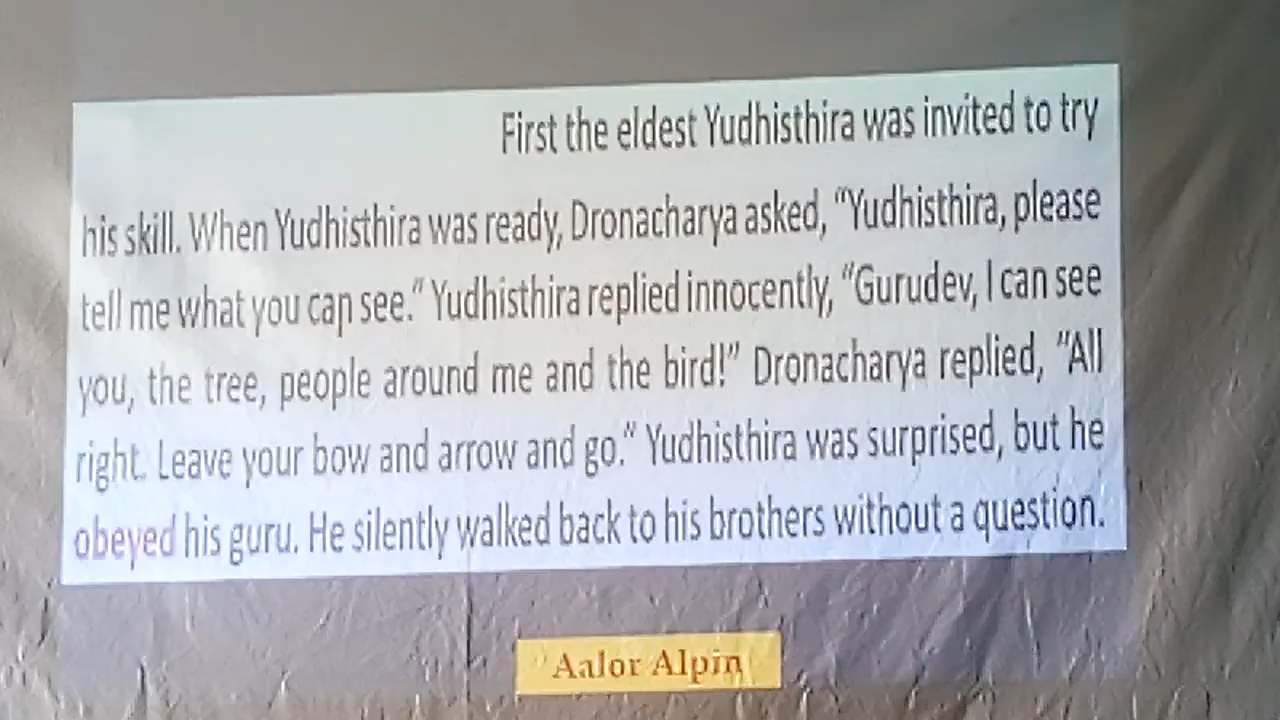 First the eldest Yudhisthira was invited to try
his skill. When Yudhisthira was ready, Dronacharya asked, “Yudhisthira, please
tell me what you can see.” Yudhisthira replied innocently, “Gurudev, I can see
you, the tree, people around me and the bird!” Dronacharya replied, “All
right. Leave your bow and arrow and go.” Yudhisthira was surprised, but he
obeyed his guru. He silently walked back to his brothers without a question.
Aalor Alpin